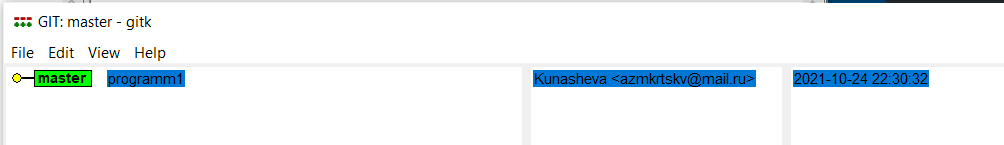 GIT: master - gitk
File Edit View Help
master programm1 Kunasheva <azmkrtskv@mail.ru> 2021-10-24 22:30:32